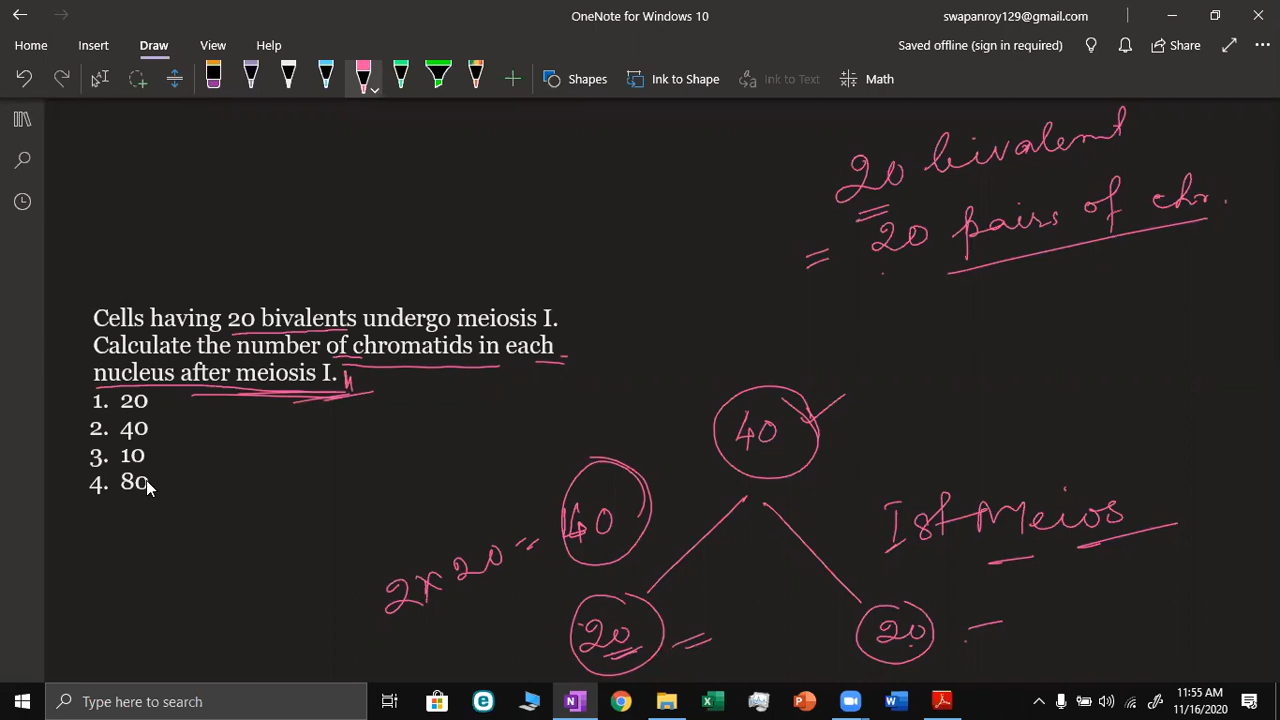 OneNote for Windows 10
swapanroy129@gmail.com
Home Insert Draw View Help
Saved offline (sign in required)
Share
Shapes
Ink to Shape
Ink to Text
Math
20 bivalent
= 20 pairs of chr.
Cells having 20 bivalents undergo meiosis I.
Calculate the number of chromatids in each
nucleus after meiosis I.
1. 20
2. 40
3. 10
4. 80
40
Ist Meios
2x20 = 40
20 =
20 =
Type here to search
11:55 AM
11/16/2020